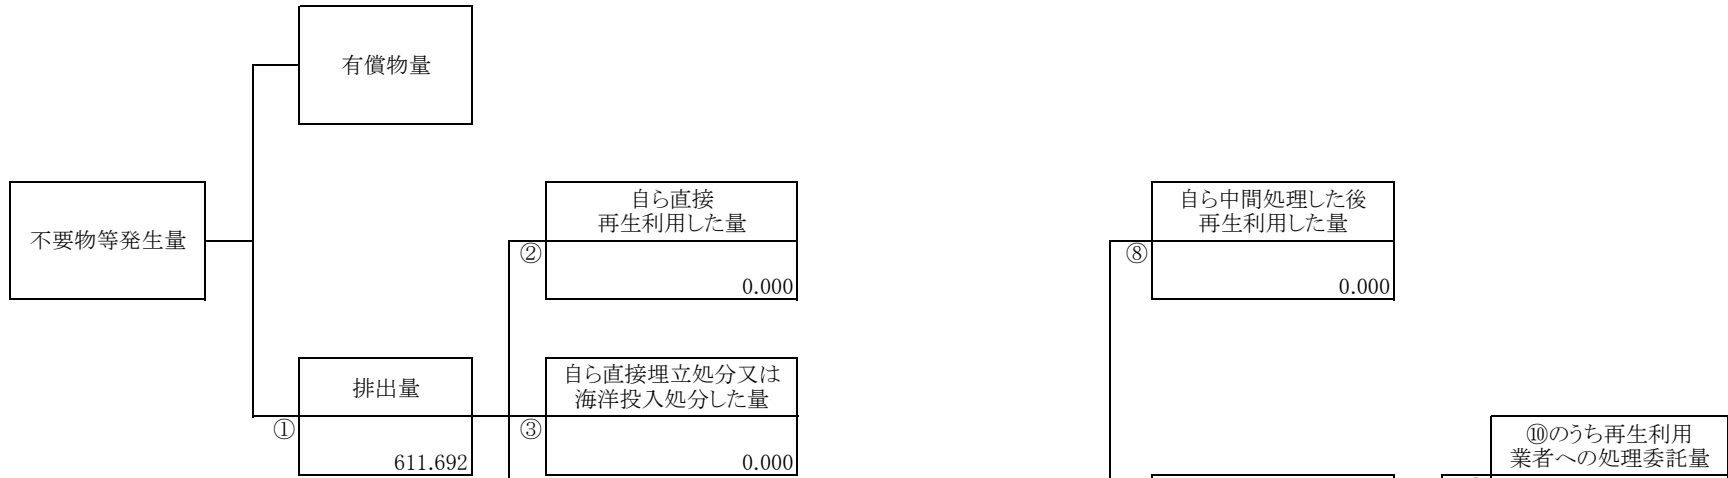 有償物量
不要物等発生量
自ら直接
再生利用した量
②
0.000
自ら中間処理した後
再生利用した量
⑧
0.000
排出量
①
611.692
自ら直接埋立処分又は
海洋投入処分した量
③
0.000
⑩のうち再生利用
業者への処理委託量